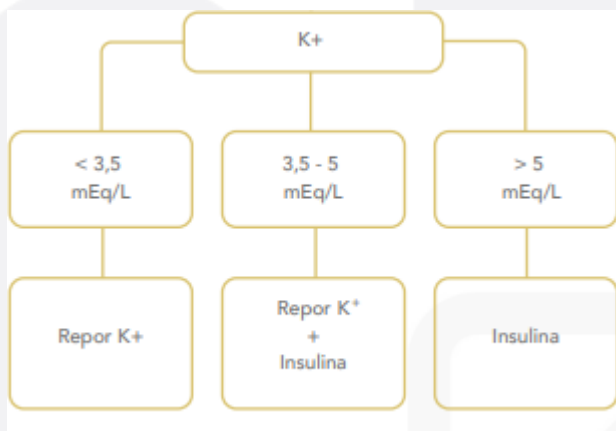 K+
< 3,5
mEq/L
3,5 - 5
mEq/L
> 5
mEq/L
Repor K+
Repor K⁺
+
Insulina
Insulina